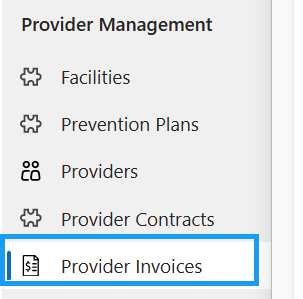 Provider Management
Facilities
Prevention Plans
Providers
Provider Contracts
Provider Invoices